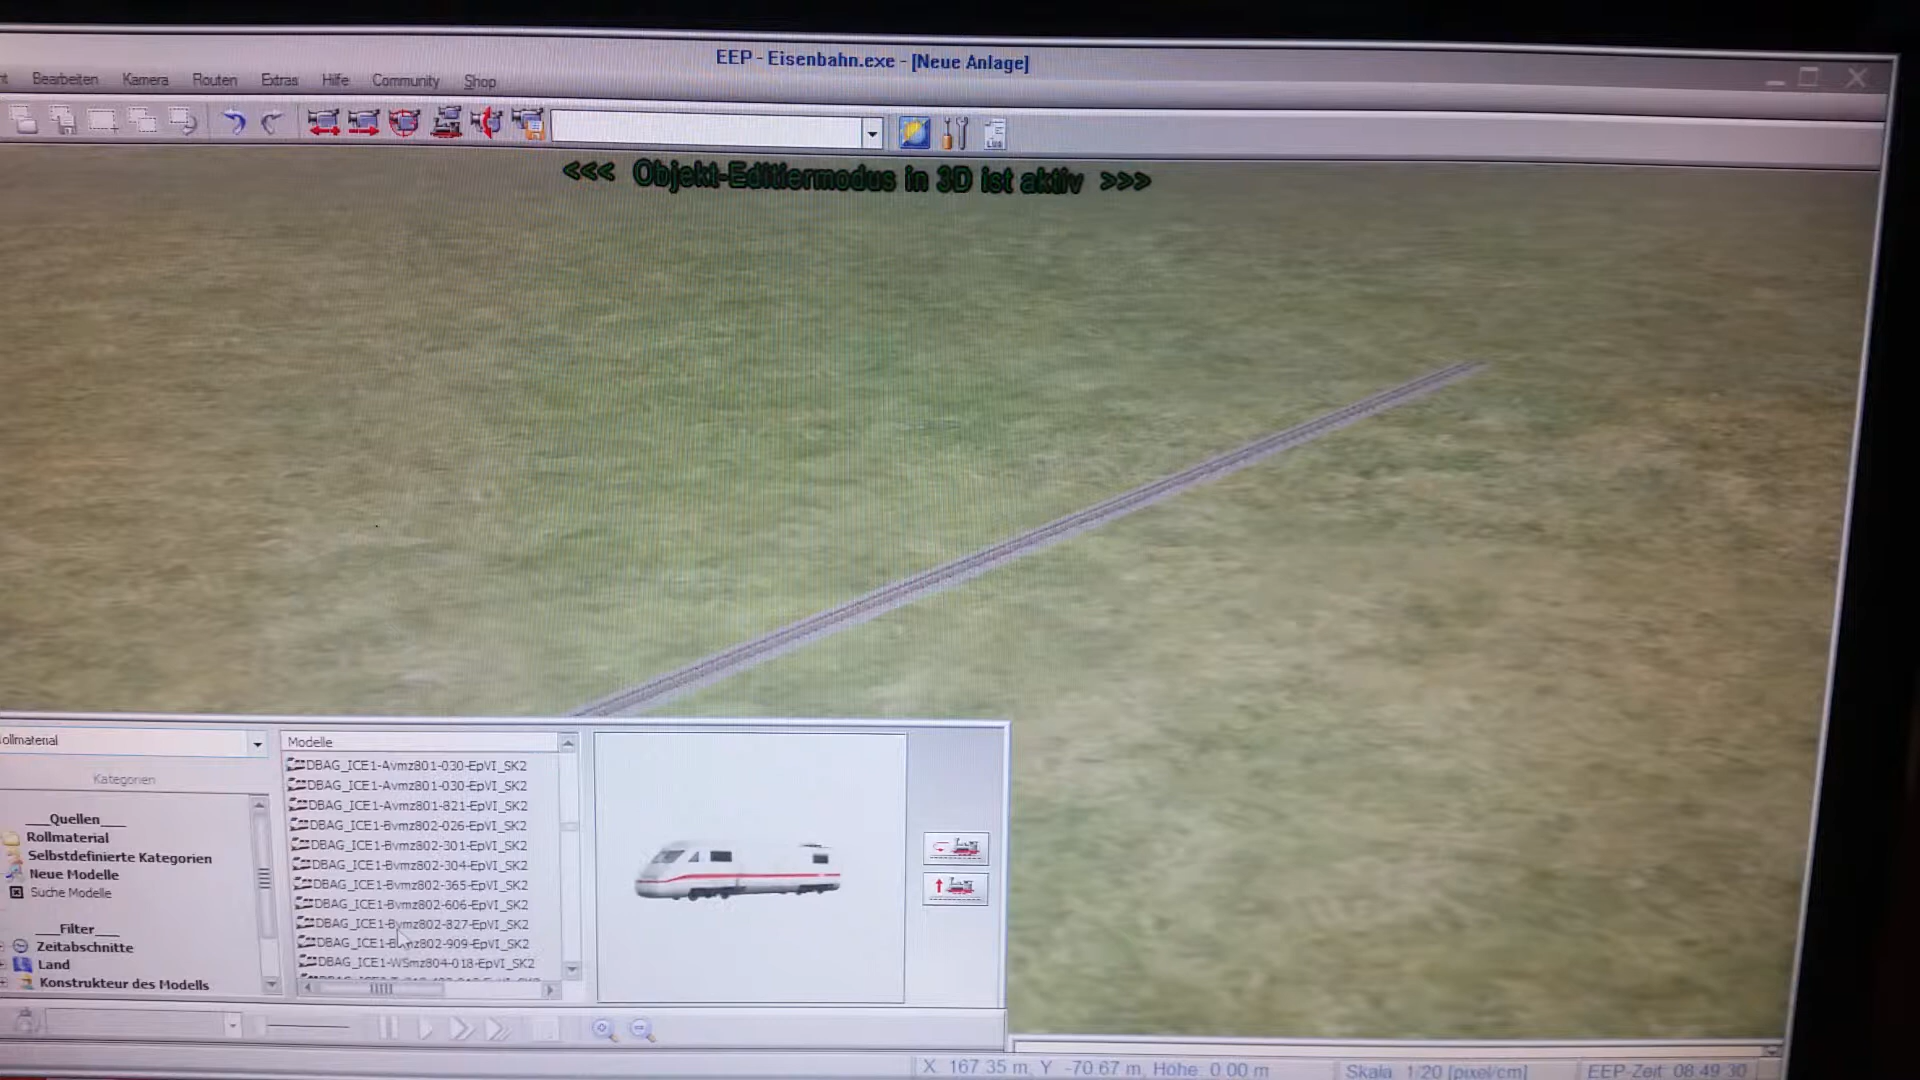 EEP - Eisenbahn.exe - [Neue Anlage]
Bearbeiten Kamera Routen Extras Hilfe Community Shop
LUA
<<< Objekt-Editiermodus in 3D ist aktiv >>>
ollmaterial
Kategorien
___Quellen___
Rollmaterial
Selbstdefinierte Kategorien
Neue Modelle
Suche Modelle
___Filter___
Zeitabschnitte
Land
Konstrukteur des Modells
Modelle
DBAG_ICE1-Avmz801-030-EpVI_SK2
DBAG_ICE1-Avmz801-030-EpVI_SK2
DBAG_ICE1-Avmz801-821-EpVI_SK2
DBAG_ICE1-Bvmz802-026-EpVI_SK2
DBAG_ICE1-Bvmz802-301-EpVI_SK2
DBAG_ICE1-Bvmz802-304-EpVI_SK2
DBAG_ICE1-Bvmz802-365-EpVI_SK2
DBAG_ICE1-Bvmz802-606-EpVI_SK2
DBAG_ICE1-Bvmz802-827-EpVI_SK2
DBAG_ICE1-Bvmz802-909-EpVI_SK2
DBAG_ICE1-WSmz804-018-EpVI_SK2
X: 167.35 m, Y -70.67 m, Höhe: 0.00 m
Skala 1/20 [pixel/cm]
EEP-Zeit: 08:49:30